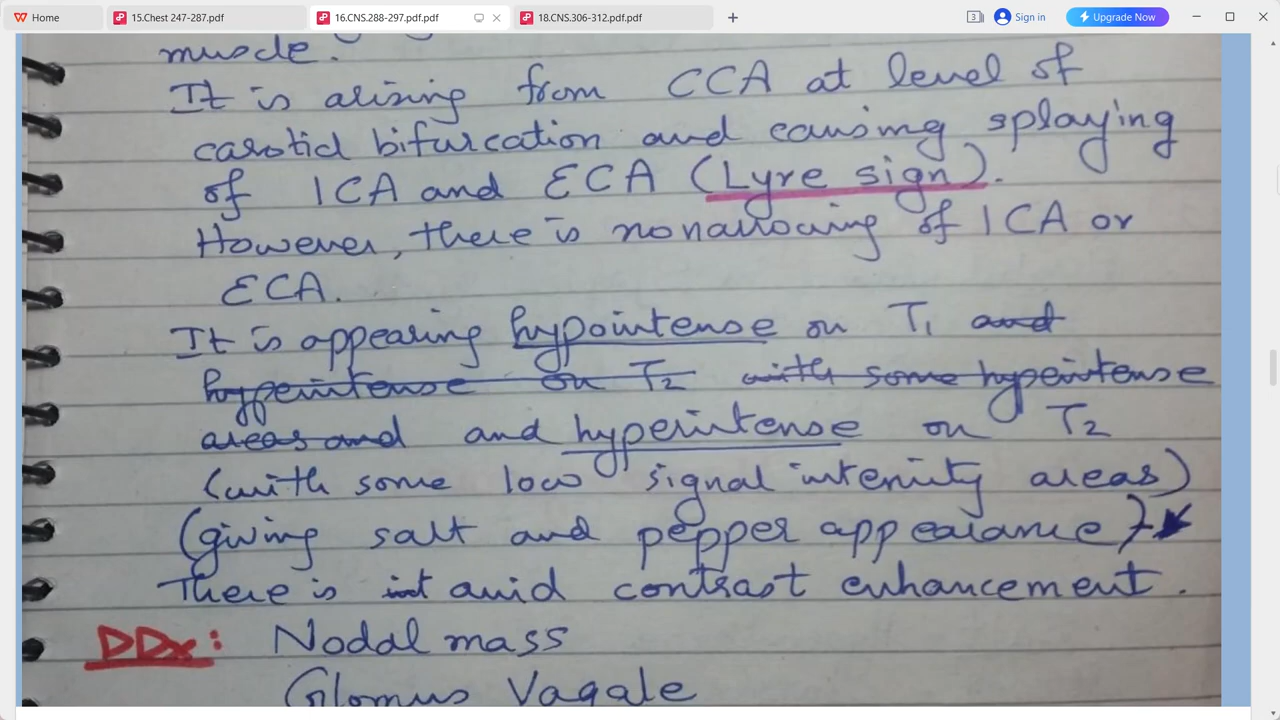 Home
15.Chest 247-287.pdf
16.CNS.288-297.pdf.pdf
18.CNS.306-312.pdf.pdf
3
Sign in
Upgrade Now
muscle.
It is arising from CCA at level of
carotid bifurcation and causing splaying
of ICA and ECA (Lyre sign).
However, there is no narrowing of ICA or
ECA.
It is appearing hypointense on T1 and
hyperintense on T2 with some hyperintense
areas and and hyperintense on T2
(with some low signal intensity areas)
(giving salt and pepper appearance)
There is int avid contrast enhancement.
DDx: Nodal mass
Glomus Vagale